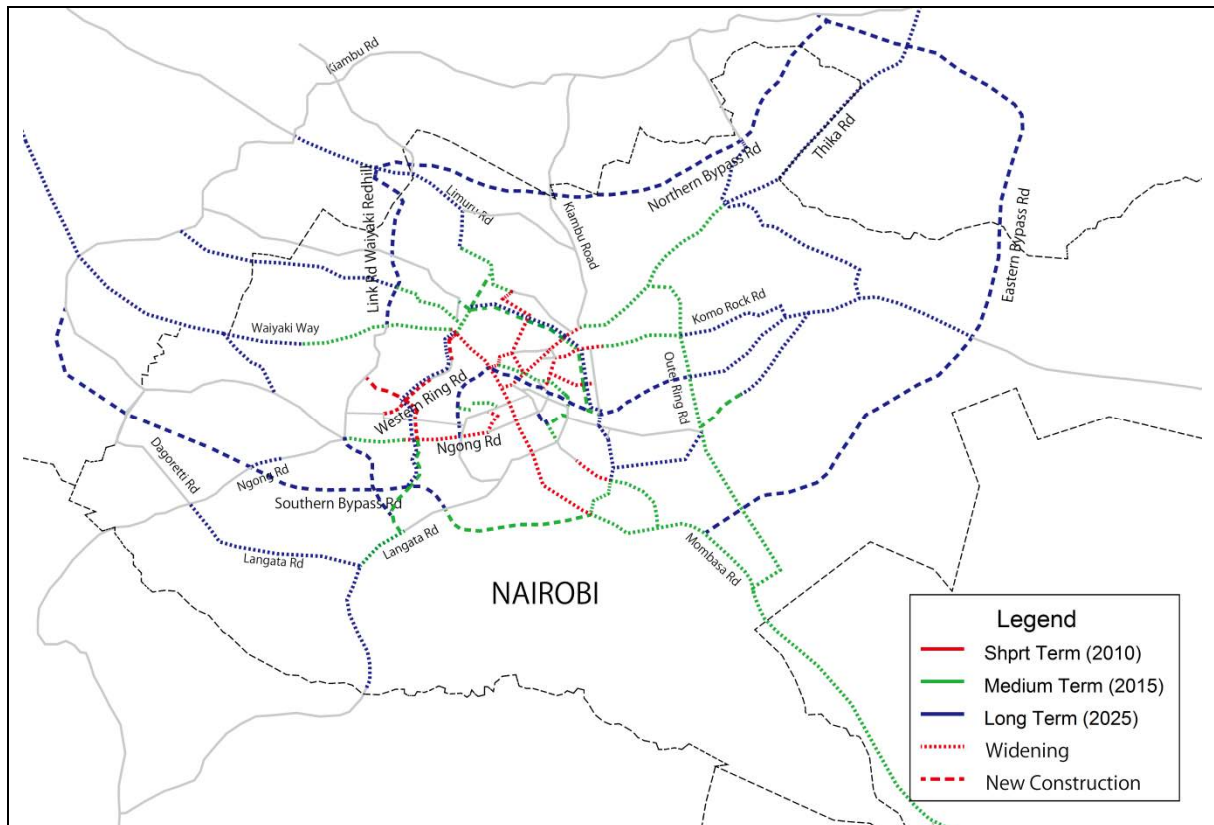 Kiambu Rd
Thika Rd
Northern Bypass Rd
Limuru Rd
Link Rd Waiyaki Redhill
Kiambu Road
Eastern Bypass Rd
Komo Rock Rd
Waiyaki Way
Outer Ring Rd
Western Ring Rd
Ngong Rd
Dagoretti Rd
Ngong Rd
Southern Bypass Rd
Langata Rd
Langata Rd
Mombasa Rd
NAIROBI
Legend
Shprt Term (2010)
Medium Term (2015)
Long Term (2025)
Widening
New Construction